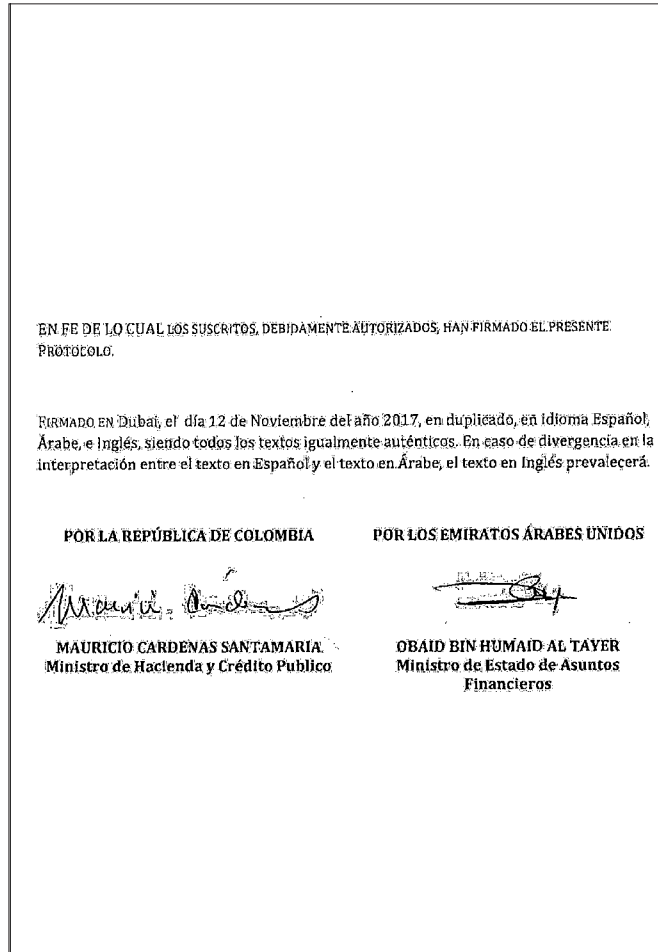 EN FE DE LO CUAL LOS SUSCRITOS, DEBIDAMENTE AUTORIZADOS, HAN FIRMADO EL PRESENTE
PROTOCOLO.
FIRMADO EN Dubai, el día 12 de Noviembre del año 2017, en duplicado, en idioma Español,
Árabe, e Inglés, siendo todos los textos igualmente auténticos. En caso de divergencia en la
interpretación entre el texto en Español y el texto en Árabe, el texto en Inglés prevalecerá.
POR LA REPÚBLICA DE COLOMBIA
POR LOS EMIRATOS ÁRABES UNIDOS
MAURICIO CARDENAS SANTAMARIA
Ministro de Hacienda y Crédito Publico
OBAID BIN HUMAID AL TAYER
Ministro de Estado de Asuntos
Financieros